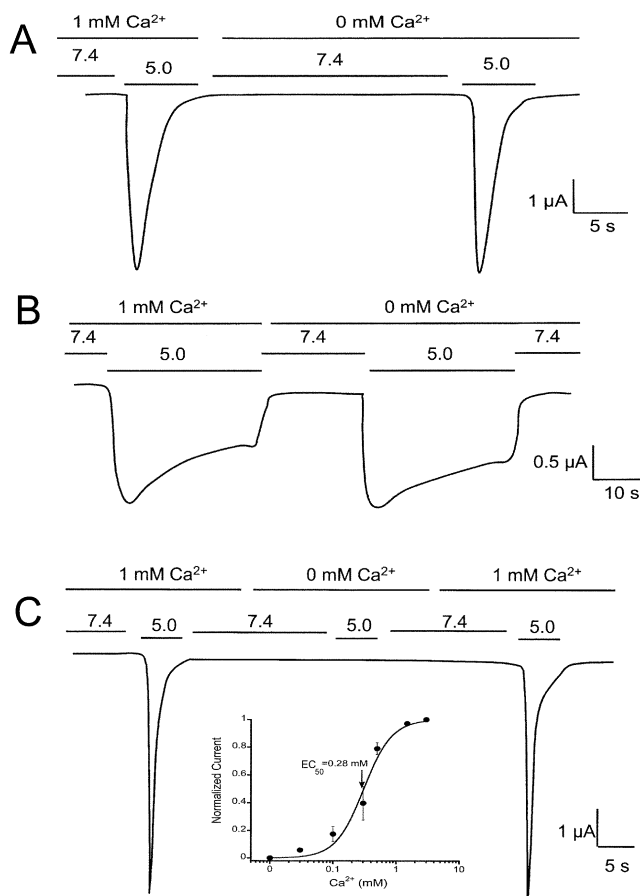 A
1 mM Ca²⁺ 0 mM Ca²⁺
7.4 5.0 7.4 5.0
1 µA
5 s
B
1 mM Ca²⁺ 0 mM Ca²⁺
7.4 5.0 7.4 5.0 7.4
0.5 µA
10 s
C
1 mM Ca²⁺ 0 mM Ca²⁺ 1 mM Ca²⁺
7.4 5.0 7.4 5.0 7.4 5.0
Normalized Current
1
0.8
0.6
0.4
0.2
0
EC50=0.28 mM
0 0.1 1 10
Ca²⁺ (mM)
1 µA
5 s